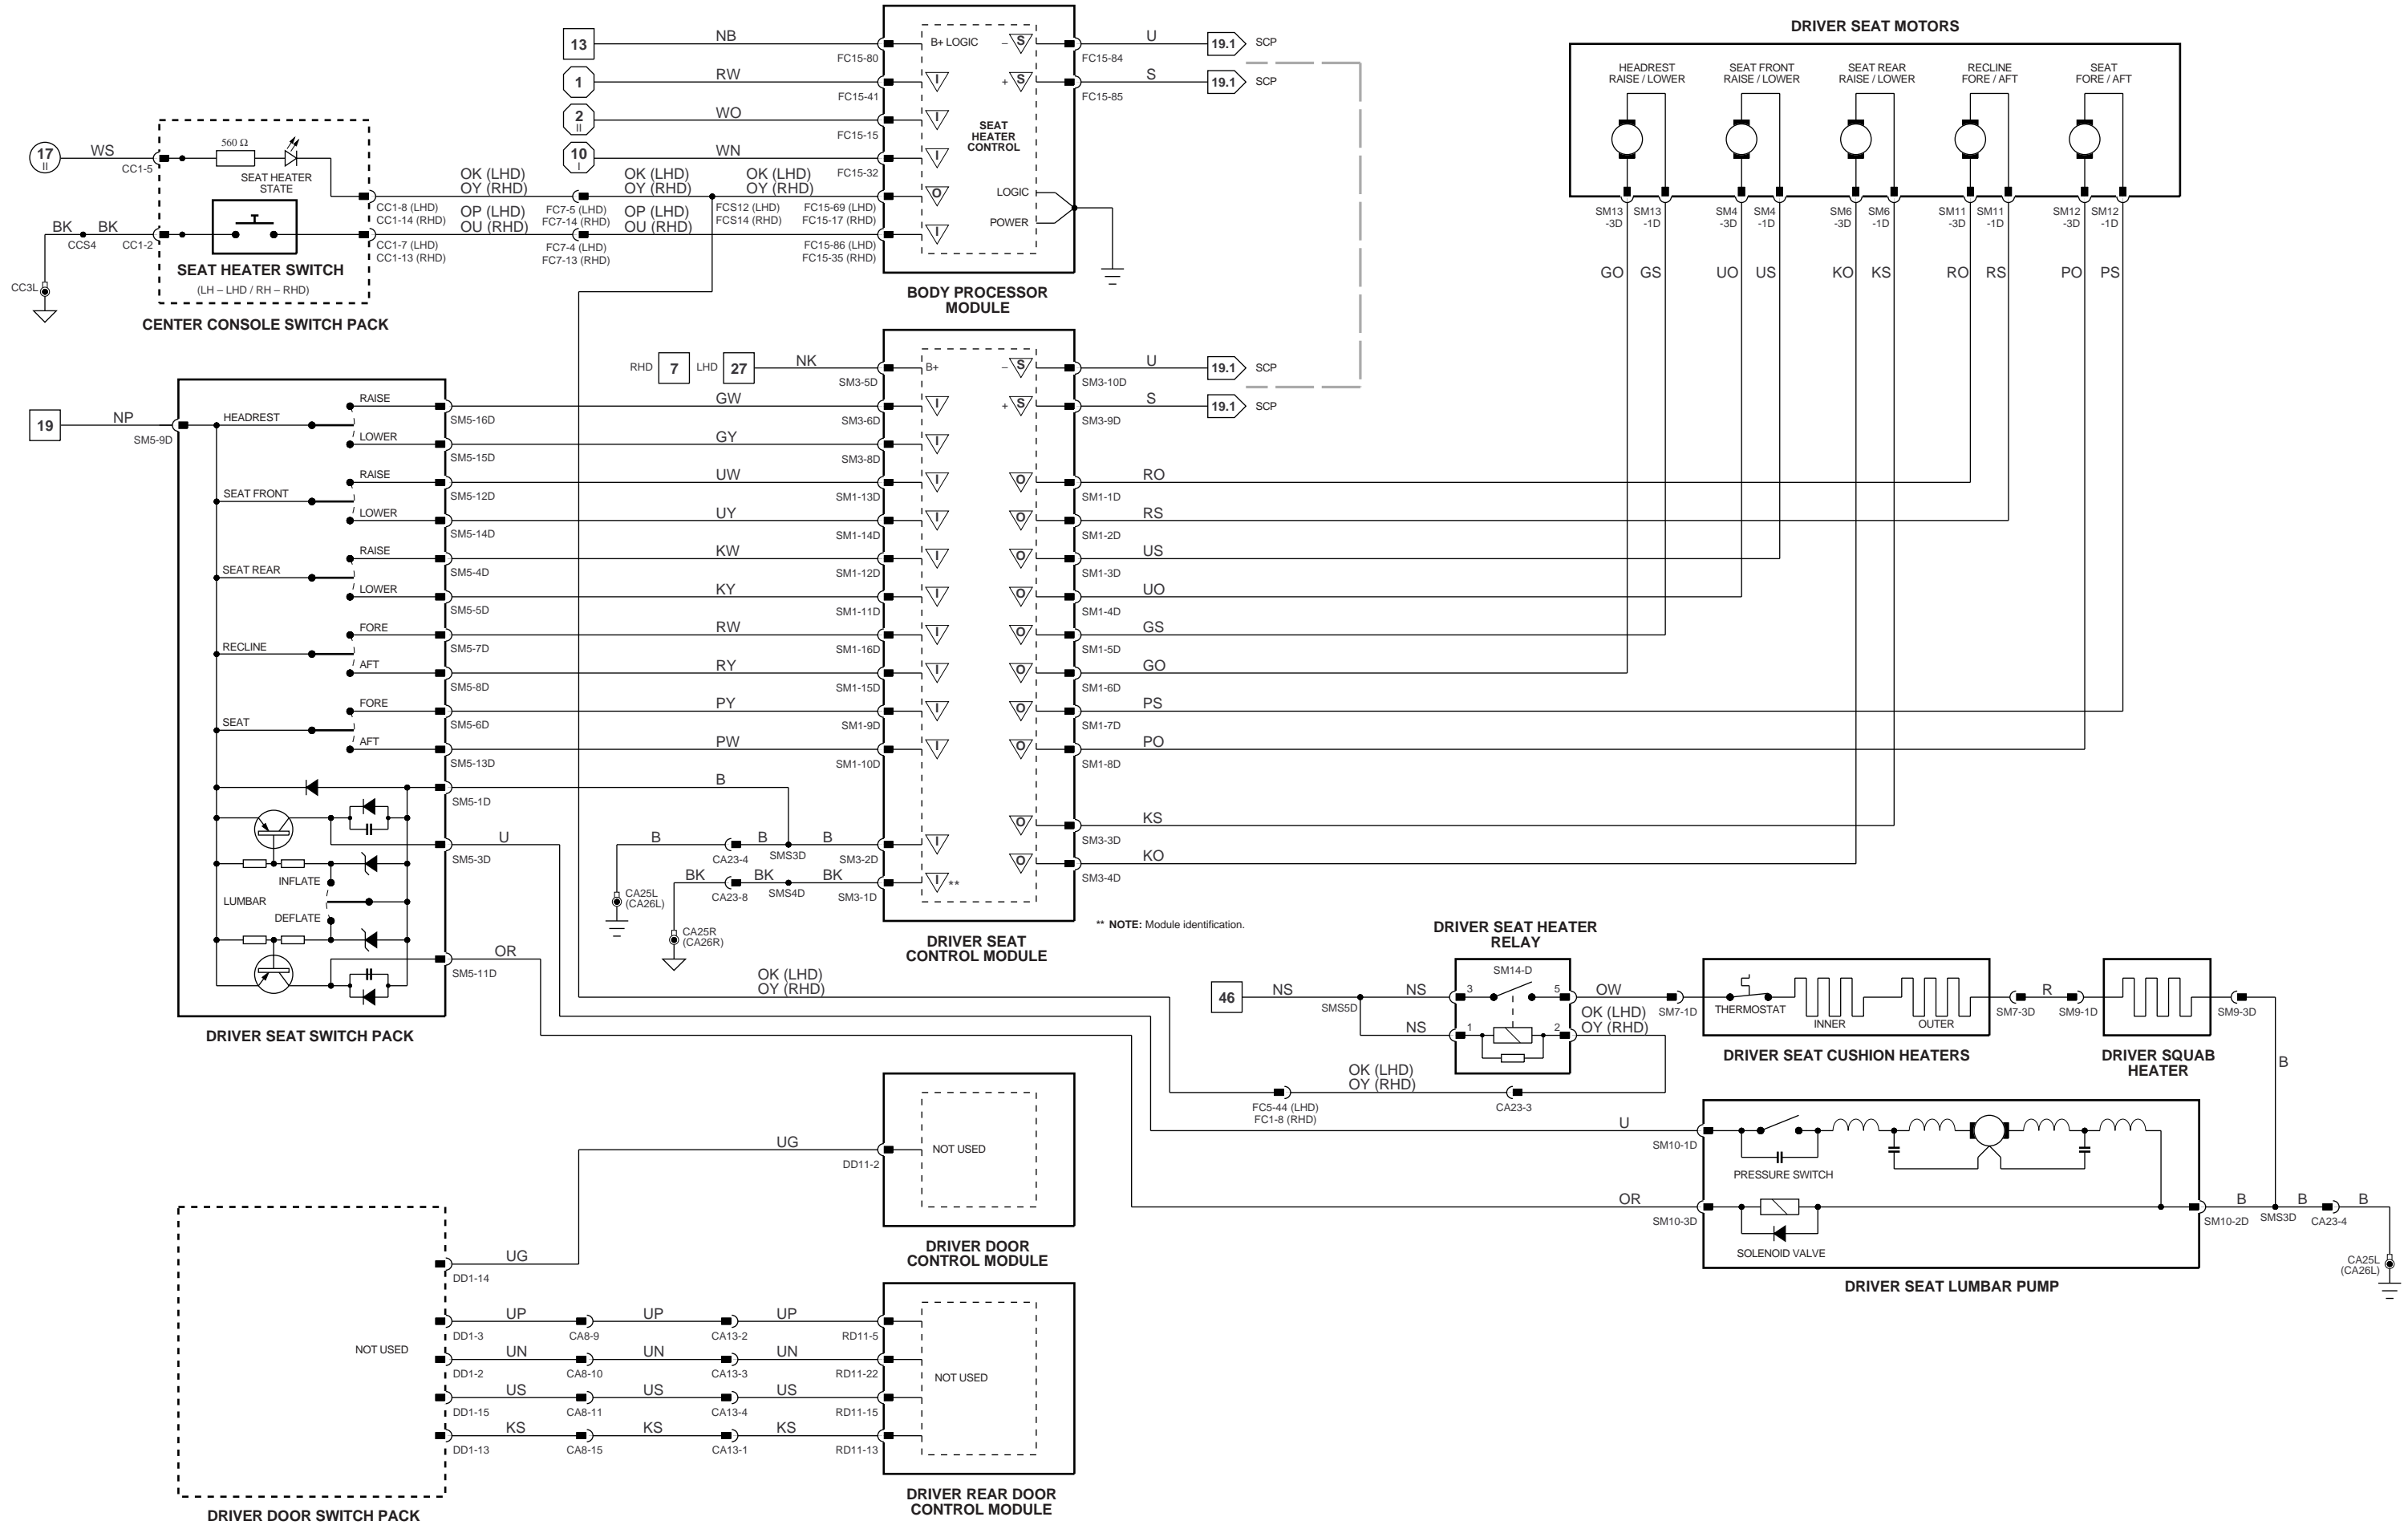 DRIVER SEAT MOTORS
HEADREST
RAISE / LOWER
SEAT FRONT
RAISE / LOWER
SEAT REAR
RAISE / LOWER
RECLINE
FORE / AFT
SEAT
FORE / AFT
SM13
-3D
SM13
-1D
SM4
-3D
SM4
-1D
SM6
-3D
SM6
-1D
SM11
-3D
SM11
-1D
SM12
-3D
SM12
-1D
GO
GS
UO
US
KO
KS
RO
RS
PO
PS
13
NB
FC15-80
B+ LOGIC
1
RW
FC15-41
I
2
II
WO
FC15-15
I
10
I
WN
FC15-32
I
SEAT
HEATER
CONTROL
LOGIC
POWER
– S
U
FC15-84
19.1
SCP
+ S
S
FC15-85
19.1
SCP
O
I
BODY PROCESSOR
MODULE
17
II
WS
CC1-5
560 Ω
SEAT HEATER
STATE
OK (LHD)
OY (RHD)
OK (LHD)
OY (RHD)
OK (LHD)
OY (RHD)
CC1-8 (LHD)
CC1-14 (RHD)
FC7-5 (LHD)
FC7-14 (RHD)
FCS12 (LHD)
FCS14 (RHD)
FC15-69 (LHD)
FC15-17 (RHD)
OP (LHD)
OU (RHD)
OP (LHD)
OU (RHD)
CC1-7 (LHD)
CC1-13 (RHD)
FC7-4 (LHD)
FC7-13 (RHD)
FC15-86 (LHD)
FC15-35 (RHD)
BK
BK
CCS4
CC1-2
CC3L
SEAT HEATER SWITCH
(LH – LHD / RH – RHD)
CENTER CONSOLE SWITCH PACK
RHD
7
LHD
27
NK
SM3-5D
B+
– S
U
SM3-10D
19.1
SCP
+ S
S
SM3-9D
19.1
SCP
19
NP
SM5-9D
HEADREST
RAISE
SM5-16D
GW
SM3-6D
I
LOWER
SM5-15D
GY
SM3-8D
I
SEAT FRONT
RAISE
SM5-12D
UW
SM1-13D
I
O
SM1-1D
RO
LOWER
SM5-14D
UY
SM1-14D
I
O
SM1-2D
RS
SEAT REAR
RAISE
SM5-4D
KW
SM1-12D
I
O
SM1-3D
US
LOWER
SM5-5D
KY
SM1-11D
I
O
SM1-4D
UO
RECLINE
FORE
SM5-7D
RW
SM1-16D
I
O
SM1-5D
GS
AFT
SM5-8D
RY
SM1-15D
I
O
SM1-6D
GO
SEAT
FORE
SM5-6D
PY
SM1-9D
I
O
SM1-7D
PS
AFT
SM5-13D
PW
SM1-10D
I
O
SM1-8D
PO
SM5-1D
B
O
SM3-3D
KS
SM5-3D
U
B
CA23-4
B
SMS3D
B
SM3-2D
I
O
SM3-4D
KO
BK
CA23-8
BK
SMS4D
BK
SM3-1D
I **
CA25L
(CA26L)
CA25R
(CA26R)
INFLATE
LUMBAR
DEFLATE
SM5-11D
OR
DRIVER SEAT SWITCH PACK
DRIVER SEAT
CONTROL MODULE
** NOTE: Module identification.
OK (LHD)
OY (RHD)
DRIVER SEAT HEATER
RELAY
SM14-D
46
NS
SMS5D
NS
3
5
OW
SM7-1D
NS
1
2
OK (LHD)
OY (RHD)
THERMOSTAT
INNER
OUTER
SM7-3D
R
SM9-1D
SM9-3D
DRIVER SEAT CUSHION HEATERS
DRIVER SQUAB
HEATER
B
OK (LHD)
OY (RHD)
FC5-44 (LHD)
FC1-8 (RHD)
CA23-3
U
SM10-1D
PRESSURE SWITCH
OR
SM10-3D
SOLENOID VALVE
SM10-2D
B
SMS3D
B
CA23-4
B
CA25L
(CA26L)
DRIVER SEAT LUMBAR PUMP
UG
DD11-2
NOT USED
DRIVER DOOR
CONTROL MODULE
UG
DD1-14
UP
UP
UP
DD1-3
CA8-9
CA13-2
RD11-5
NOT USED
UN
UN
UN
DD1-2
CA8-10
CA13-3
RD11-22
NOT USED
US
US
US
DD1-15
CA8-11
CA13-4
RD11-15
KS
KS
KS
DD1-13
CA8-15
CA13-1
RD11-13
DRIVER DOOR SWITCH PACK
DRIVER REAR DOOR
CONTROL MODULE